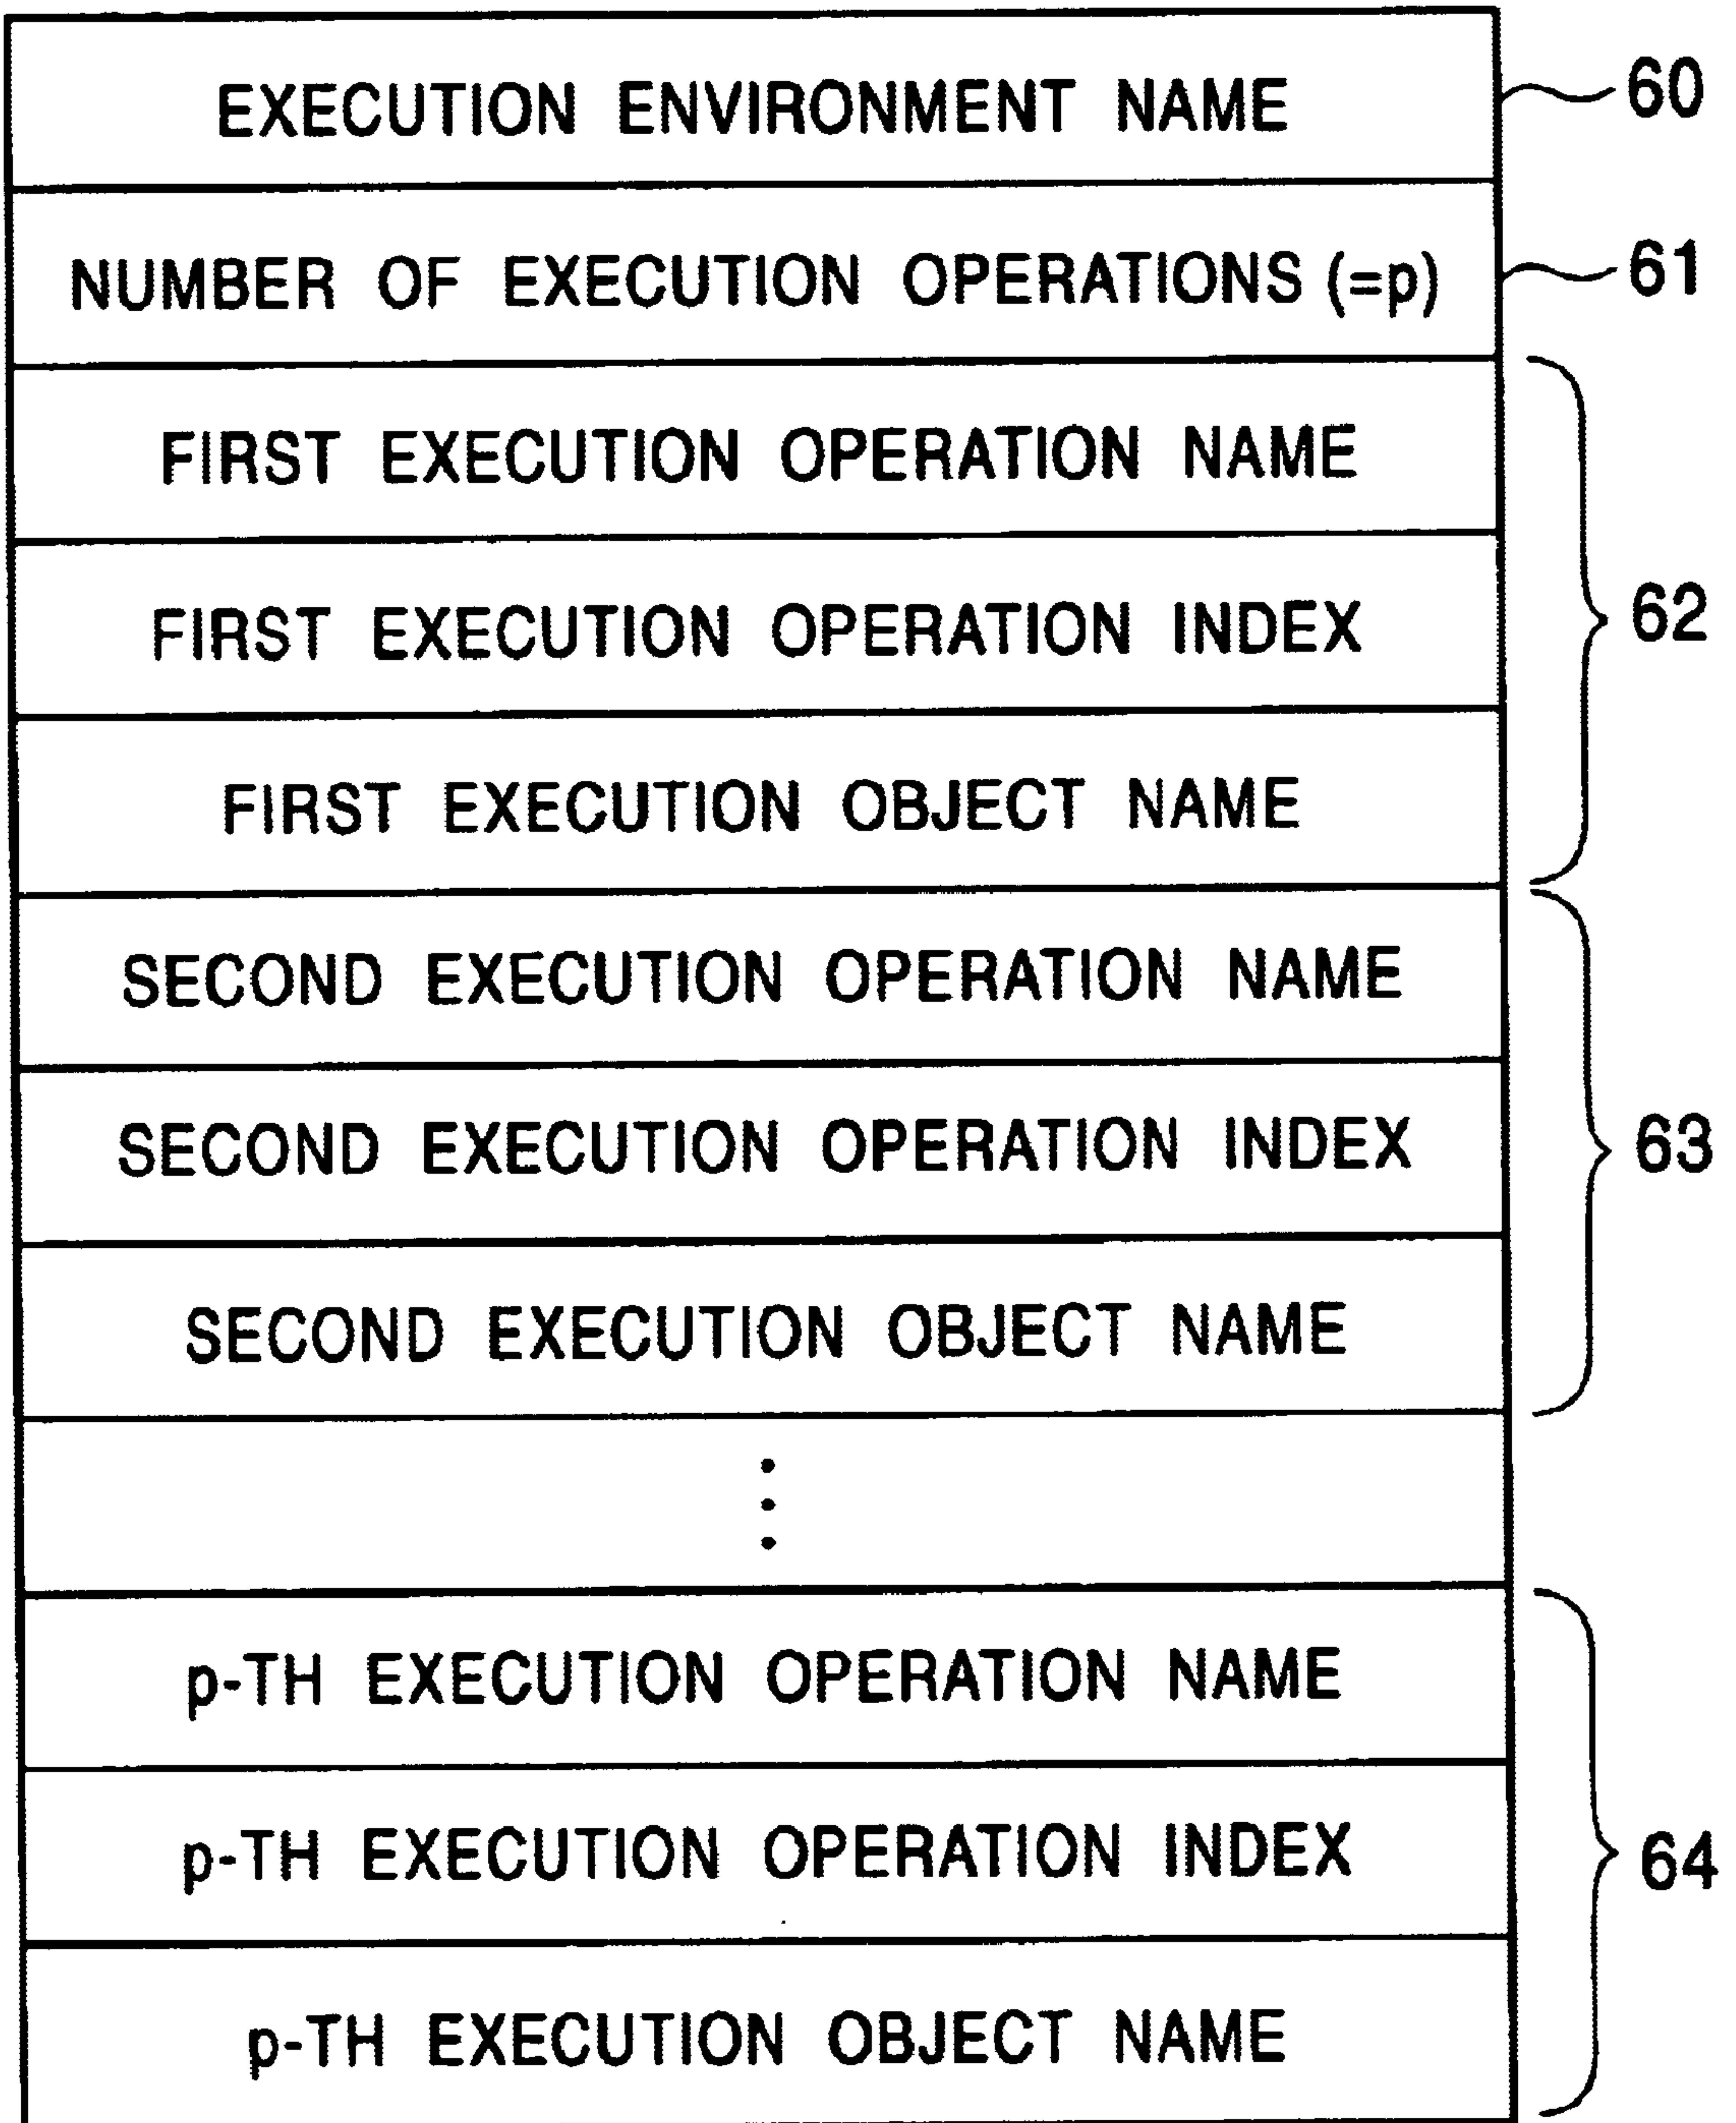 EXECUTION ENVIRONMENT NAME 60
NUMBER OF EXECUTION OPERATIONS (=p) 61
FIRST EXECUTION OPERATION NAME
FIRST EXECUTION OPERATION INDEX 62
FIRST EXECUTION OBJECT NAME
SECOND EXECUTION OPERATION NAME
SECOND EXECUTION OPERATION INDEX 63
SECOND EXECUTION OBJECT NAME
p-TH EXECUTION OPERATION NAME
p-TH EXECUTION OPERATION INDEX 64
p-TH EXECUTION OBJECT NAME